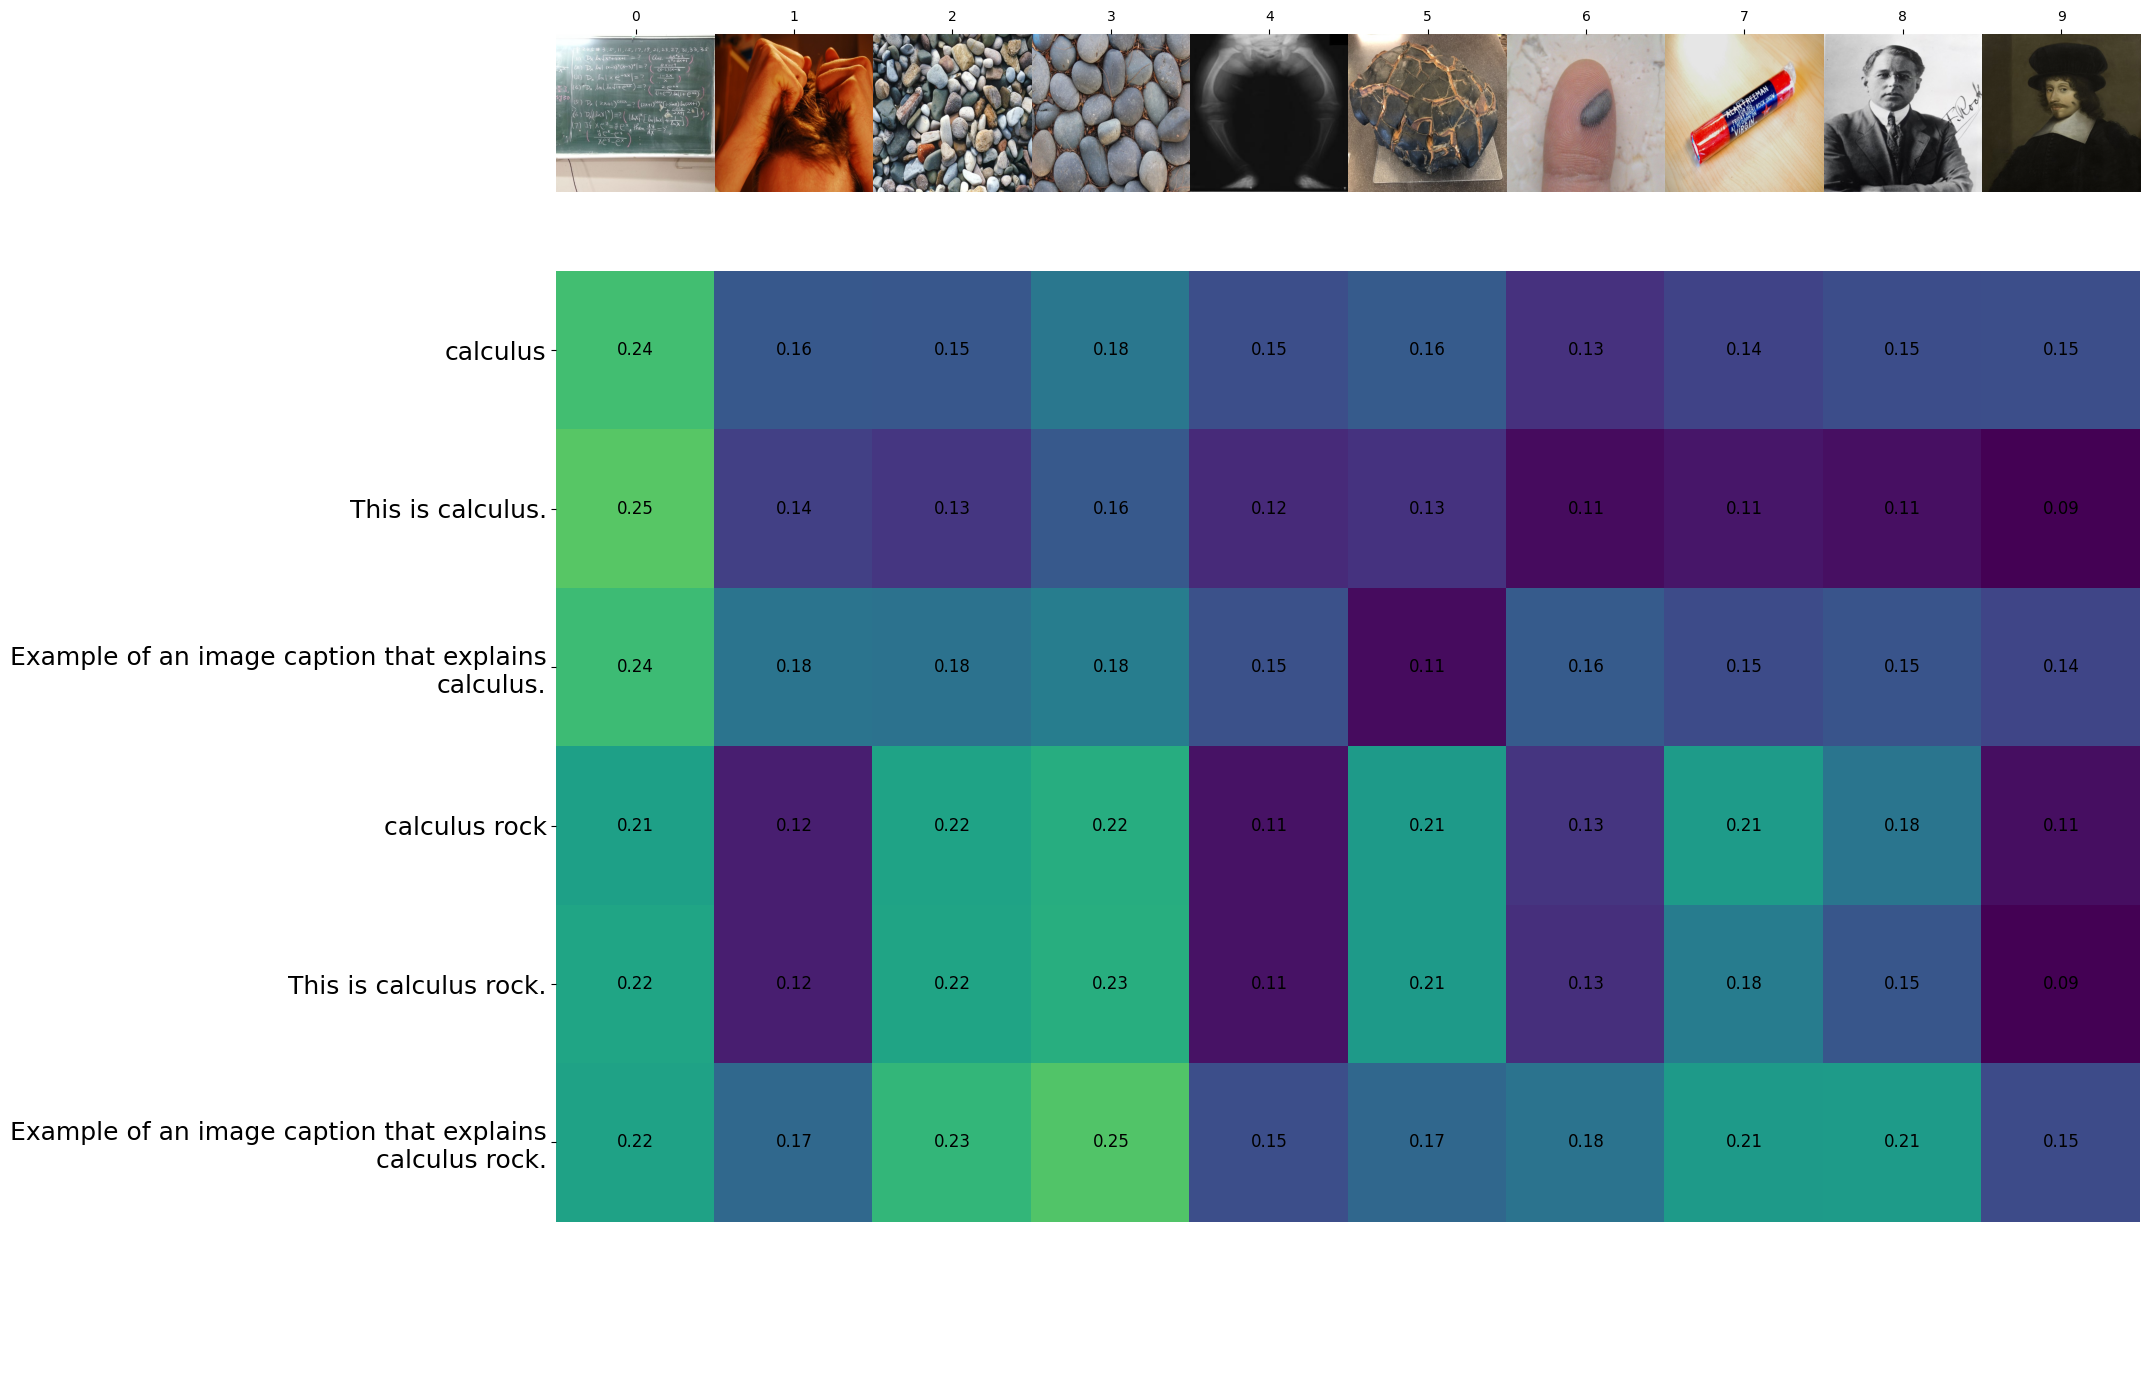 0 1 2 3 4 5 6 7 8 9
ALAN FREEMAN
VIRGIN
calculus 0.24 0.16 0.15 0.18 0.15 0.16 0.13 0.14 0.15 0.15
This is calculus. 0.25 0.14 0.13 0.16 0.12 0.13 0.11 0.11 0.11 0.09
Example of an image caption that explains
calculus. 0.24 0.18 0.18 0.18 0.15 0.11 0.16 0.15 0.15 0.14
calculus rock 0.21 0.12 0.22 0.22 0.11 0.21 0.13 0.21 0.18 0.11
This is calculus rock. 0.22 0.12 0.22 0.23 0.11 0.21 0.13 0.18 0.15 0.09
Example of an image caption that explains
calculus rock. 0.22 0.17 0.23 0.25 0.15 0.17 0.18 0.21 0.21 0.15